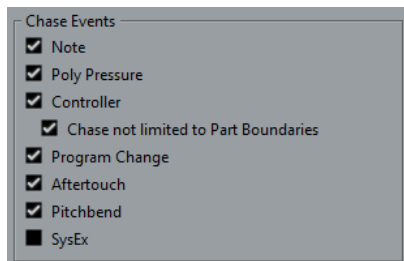 Chase Events
Note
Poly Pressure
Controller
Chase not limited to Part Boundaries
Program Change
Aftertouch
Pitchbend
SysEx